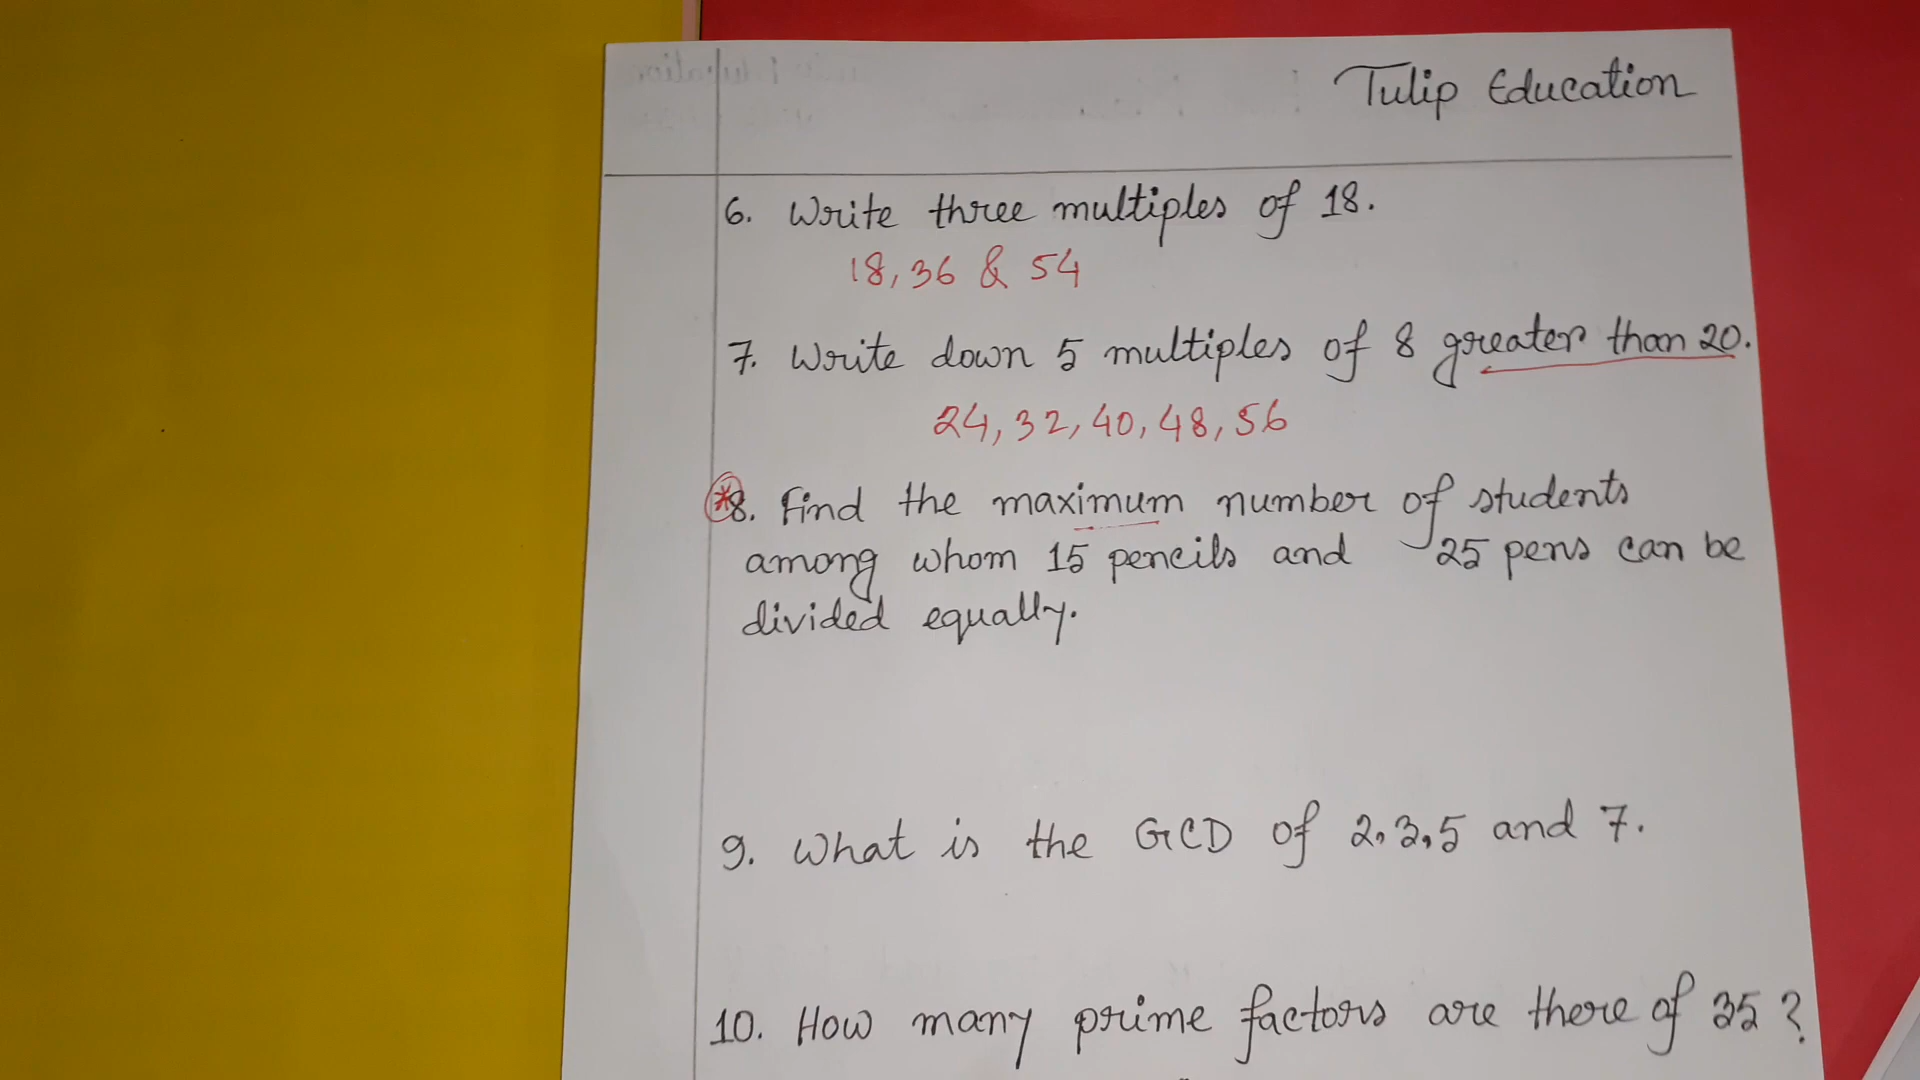 Tulip Education
6. Write three multiples of 18.
18, 36 & 54
7. Write down 5 multiples of 8 greater than 20.
24, 32, 40, 48, 56
*8. Find the maximum number of students
among whom 15 pencils and 25 pens can be
divided equally.
9. What is the GCD of 2, 3, 5 and 7.
10. How many prime factors are there of 35?